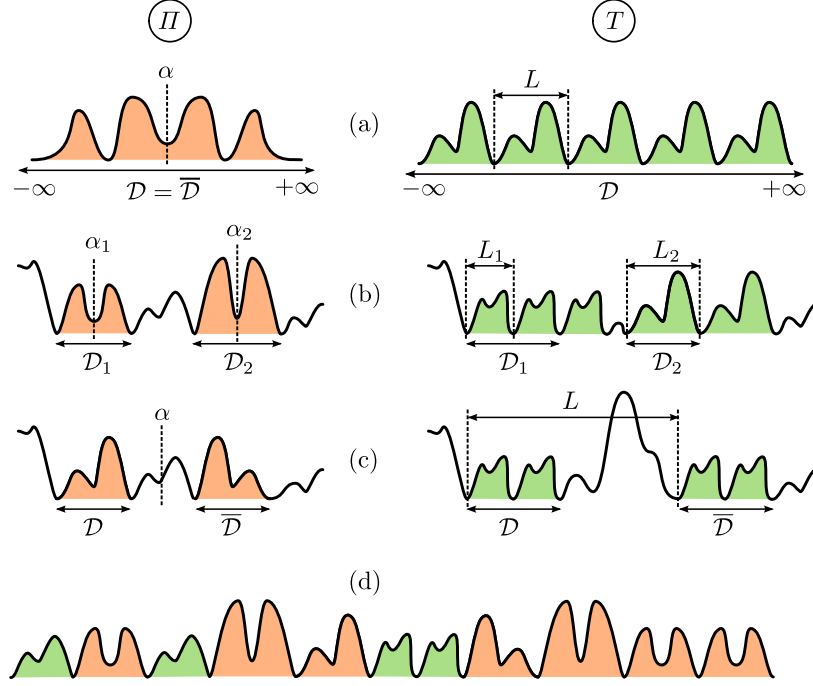 Π T
α L
(a)
−∞ 𝒟 = 𝒟̅ +∞ −∞ 𝒟 +∞
α₁ α₂ L₁ L₂
(b)
𝒟₁ 𝒟₂ 𝒟₁ 𝒟₂
α L
(c)
𝒟 𝒟̅ 𝒟 𝒟̅
(d)